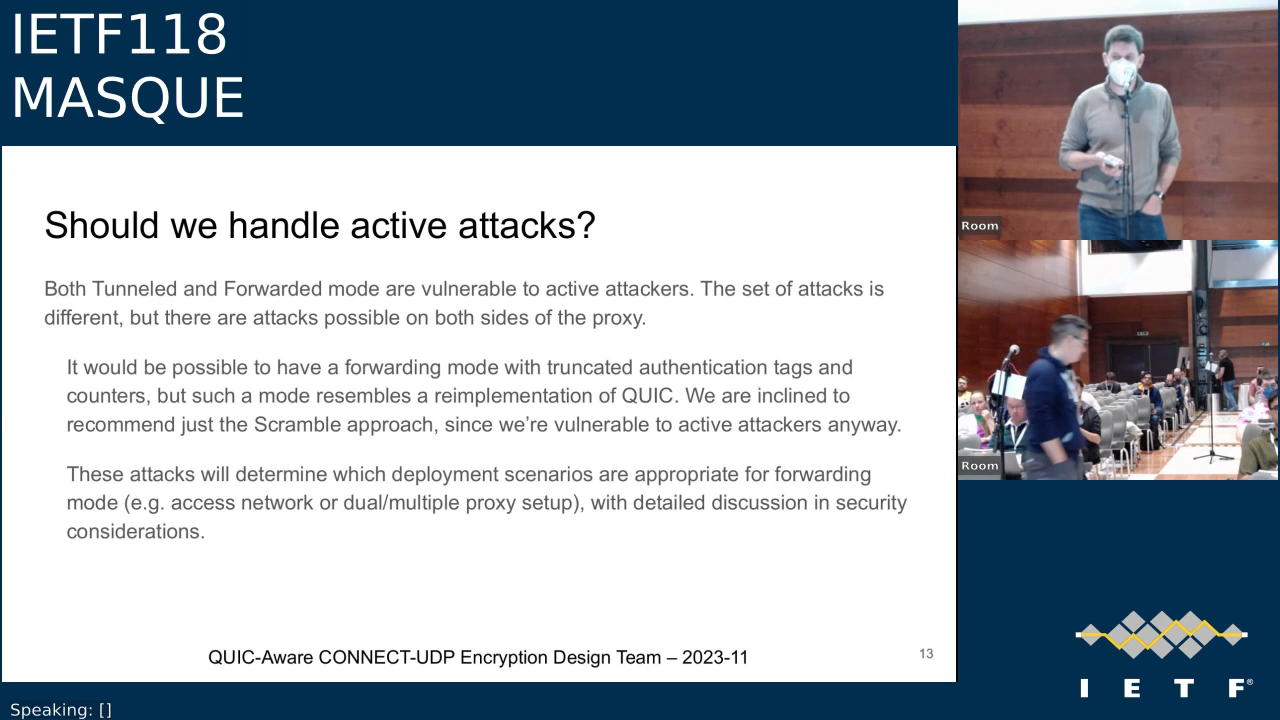 IETF118
MASQUE
Should we handle active attacks?
Both Tunneled and Forwarded mode are vulnerable to active attackers. The set of attacks is
different, but there are attacks possible on both sides of the proxy.
It would be possible to have a forwarding mode with truncated authentication tags and
counters, but such a mode resembles a reimplementation of QUIC. We are inclined to
recommend just the Scramble approach, since we're vulnerable to active attackers anyway.
These attacks will determine which deployment scenarios are appropriate for forwarding
mode (e.g. access network or dual/multiple proxy setup), with detailed discussion in security
considerations.
QUIC-Aware CONNECT-UDP Encryption Design Team – 2023-11
13
Room
Room
I E T F®
Speaking: []